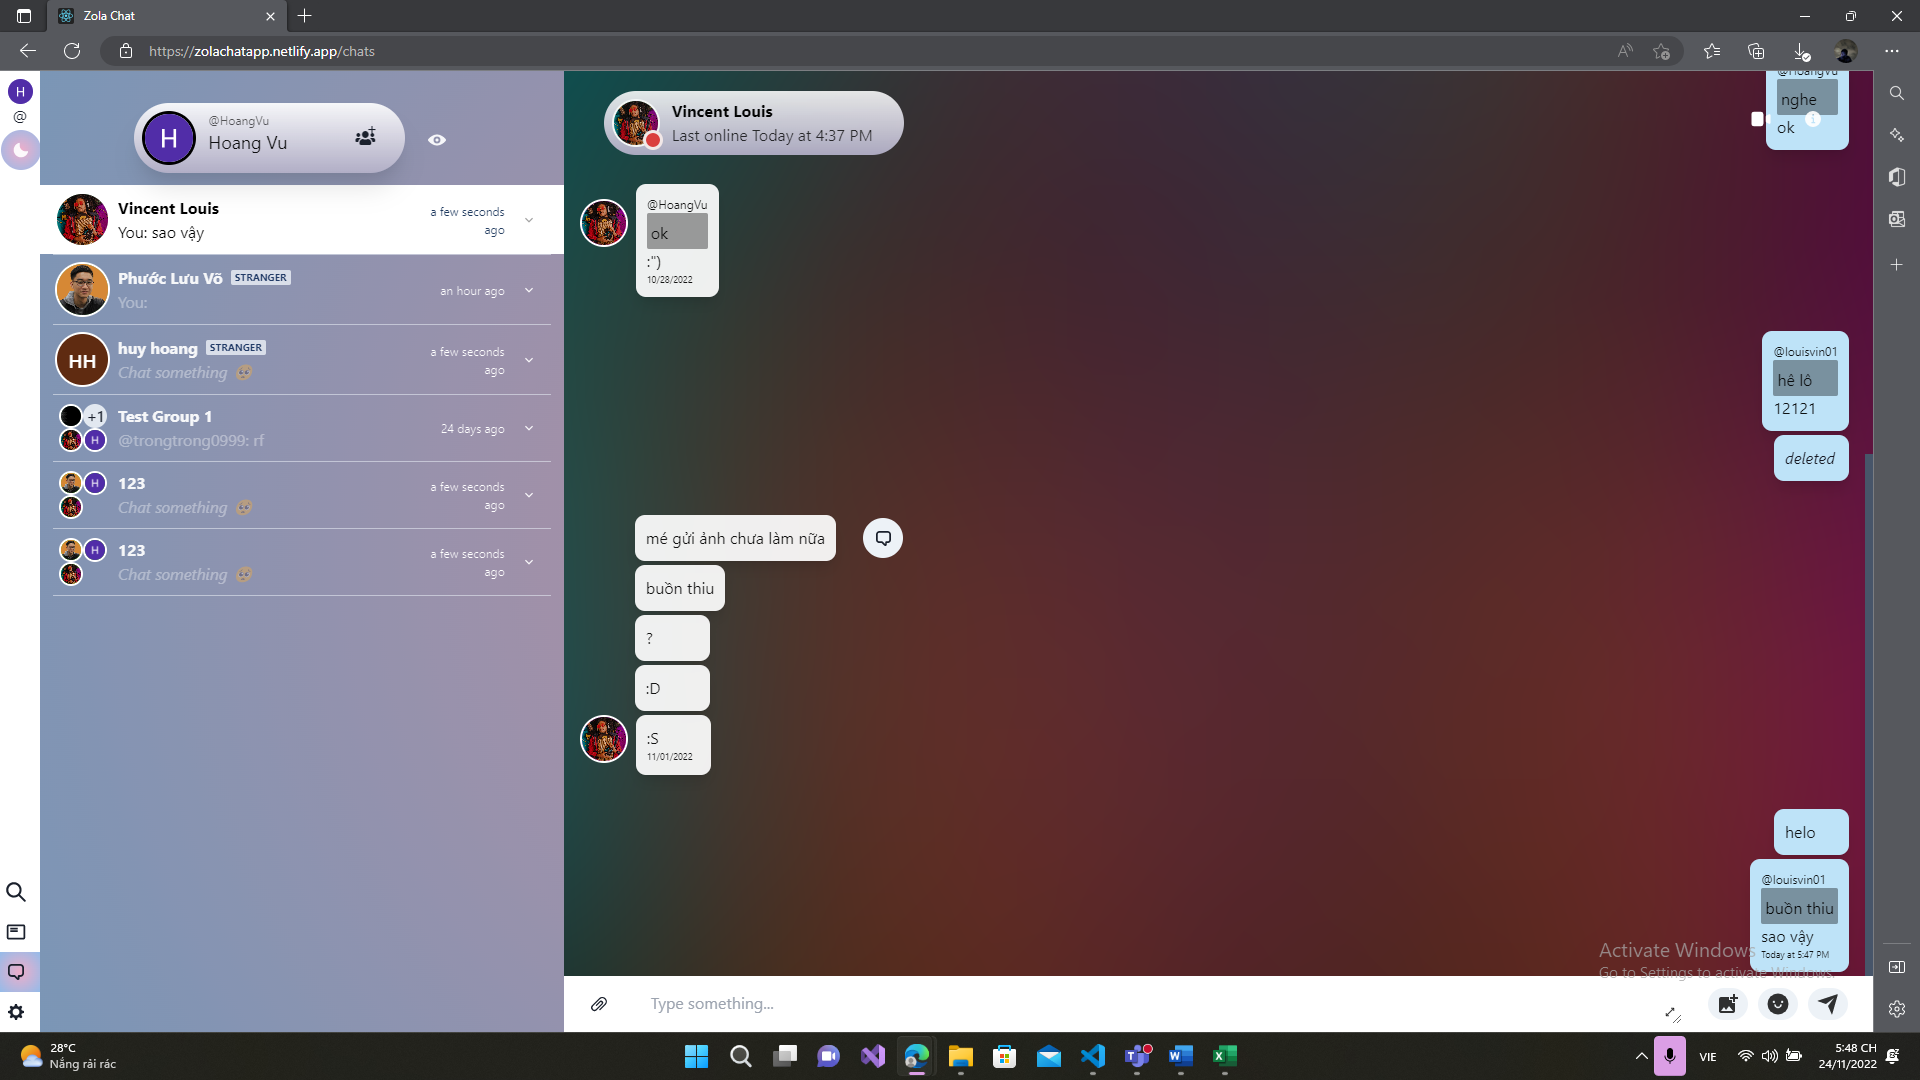 Zola Chat
https://zolachatapp.netlify.app/chats
H
@
H
@HoangVu
Hoang Vu
Vincent Louis
You: sao vậy
a few seconds
ago
Phước Lưu Võ STRANGER
You:
an hour ago
HH
huy hoang STRANGER
Chat something 🥺
a few seconds
ago
+1
H
Test Group 1
@trongtrong0999: rf
24 days ago
H
123
Chat something 🥺
a few seconds
ago
H
123
Chat something 🥺
a few seconds
ago
Vincent Louis
Last online Today at 4:37 PM
@HoangVu
nghe
ok
@HoangVu
ok
:")
10/28/2022
@louisvin01
hê lô
12121
deleted
mé gửi ảnh chưa làm nữa
buồn thiu
?
:D
:S
11/01/2022
helo
@louisvin01
buồn thiu
sao vậy
Today at 5:47 PM
Activate Windows
Go to Settings to activate Windows.
Type something...
28°C
Nắng rải rác
VIE
5:48 CH
24/11/2022